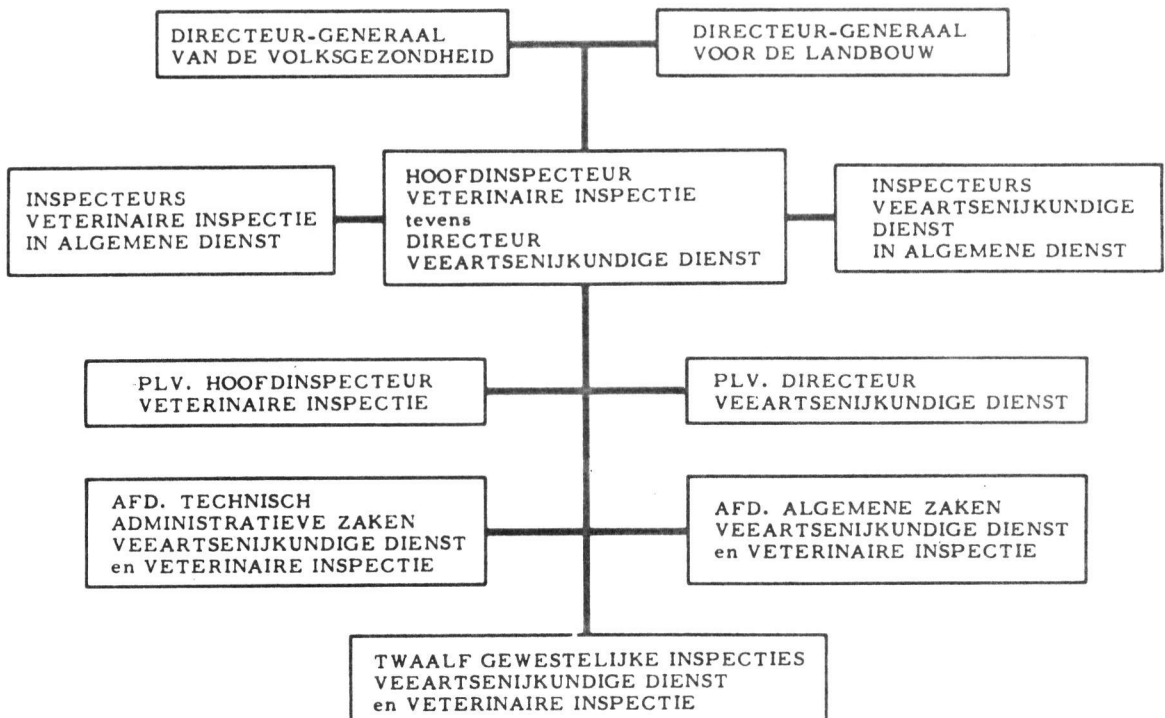 DIRECTEUR-GENERAAL
VAN DE VOLKSGEZONDHEID
DIRECTEUR-GENERAAL
VOOR DE LANDBOUW
INSPECTEURS
VETERINAIRE INSPECTIE
IN ALGEMENE DIENST
HOOFDINSPECTEUR
VETERINAIRE INSPECTIE
tevens
DIRECTEUR
VEEARTSENIJKUNDIGE DIENST
INSPECTEURS
VEEARTSENIJKUNDIGE
DIENST
IN ALGEMENE DIENST
PLV. HOOFDINSPECTEUR
VETERINAIRE INSPECTIE
PLV. DIRECTEUR
VEEARTSENIJKUNDIGE DIENST
AFD. TECHNISCH
ADMINISTRATIEVE ZAKEN
VEEARTSENIJKUNDIGE DIENST
en VETERINAIRE INSPECTIE
AFD. ALGEMENE ZAKEN
VEEARTSENIJKUNDIGE DIENST
en VETERINAIRE INSPECTIE
TWAALF GEWESTELIJKE INSPECTIES
VEEARTSENIJKUNDIGE DIENST
en VETERINAIRE INSPECTIE